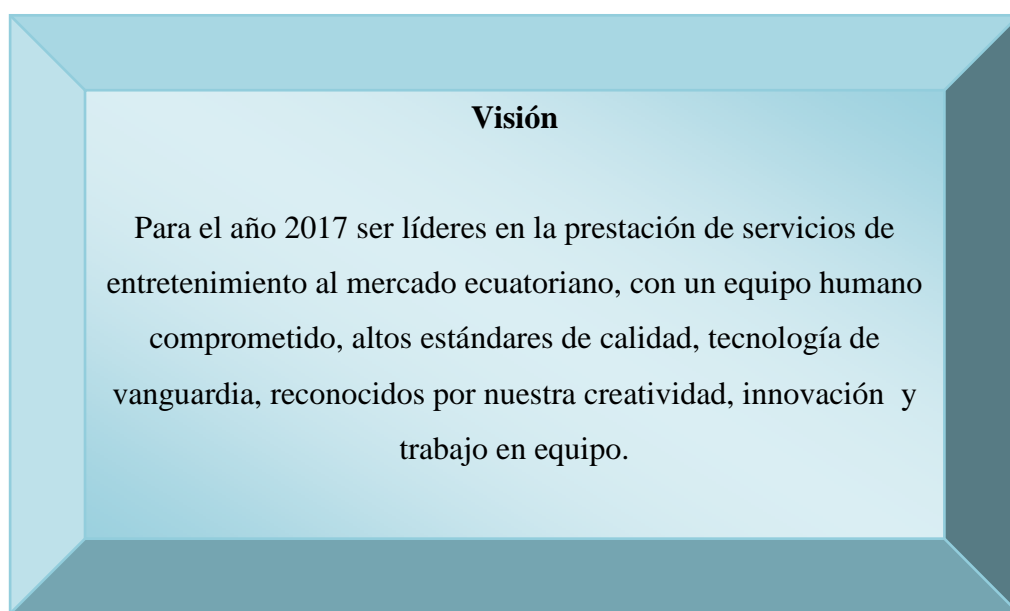 Visión
Para el año 2017 ser líderes en la prestación de servicios de
entretenimiento al mercado ecuatoriano, con un equipo humano
comprometido, altos estándares de calidad, tecnología de
vanguardia, reconocidos por nuestra creatividad, innovación  y
trabajo en equipo.